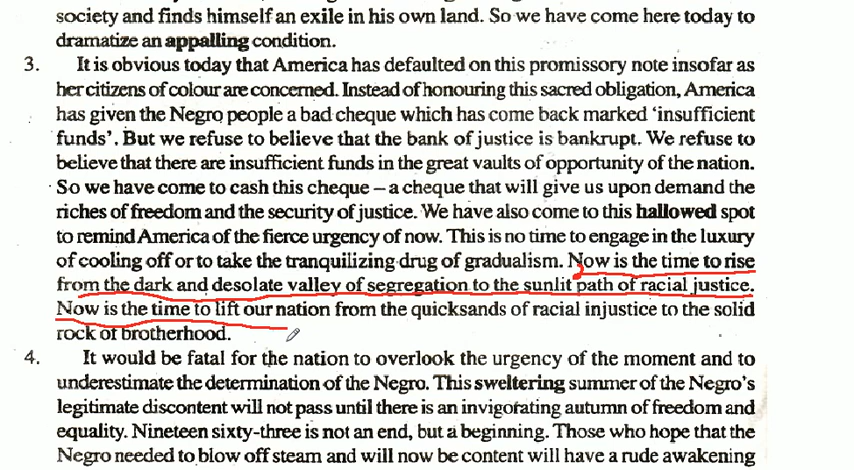 society and finds himself an exile in his own land. So we have come here today to
dramatize an appalling condition.
3. It is obvious today that America has defaulted on this promissory note insofar as
her citizens of colour are concerned. Instead of honouring this sacred obligation, America
has given the Negro people a bad cheque which has come back marked ‘insufficient
funds’. But we refuse to believe that the bank of justice is bankrupt. We refuse to
believe that there are insufficient funds in the great vaults of opportunity of the nation.
So we have come to cash this cheque – a cheque that will give us upon demand the
riches of freedom and the security of justice. We have also come to this hallowed spot
to remind America of the fierce urgency of now. This is no time to engage in the luxury
of cooling off or to take the tranquilizing drug of gradualism. Now is the time to rise
from the dark and desolate valley of segregation to the sunlit path of racial justice.
Now is the time to lift our nation from the quicksands of racial injustice to the solid
rock of brotherhood.
4. It would be fatal for the nation to overlook the urgency of the moment and to
underestimate the determination of the Negro. This sweltering summer of the Negro’s
legitimate discontent will not pass until there is an invigorating autumn of freedom and
equality. Nineteen sixty-three is not an end, but a beginning. Those who hope that the
Negro needed to blow off steam and will now be content will have a rude awakening